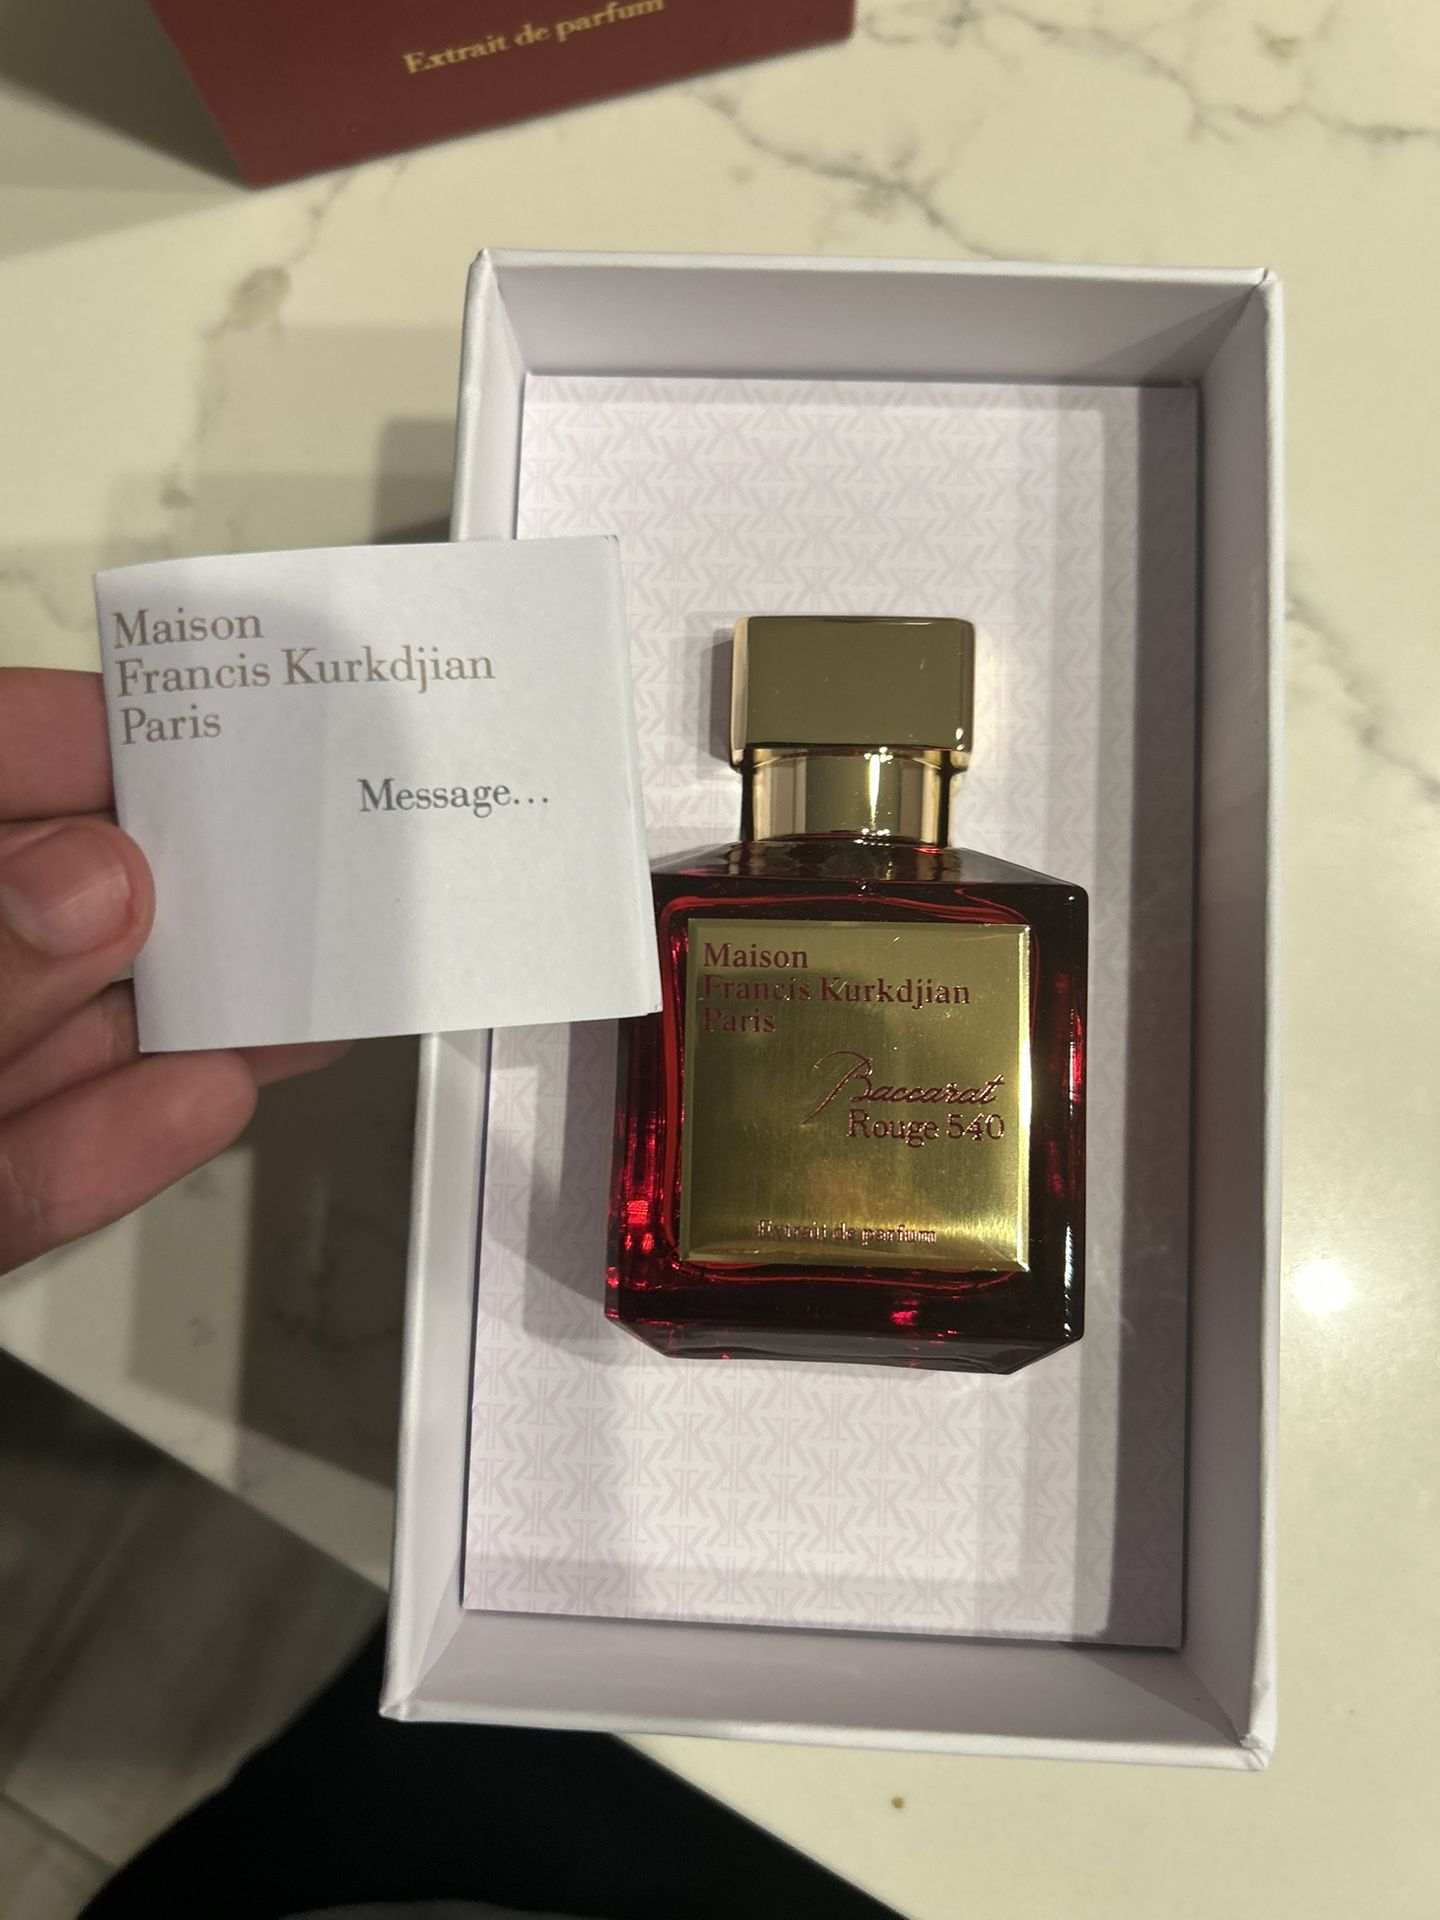 Extrait de parfum
Maison
Francis Kurkdjian
Paris
Message...
Maison
Francis Kurkdjian
Paris
Baccarat
Rouge 540
Extrait de parfum